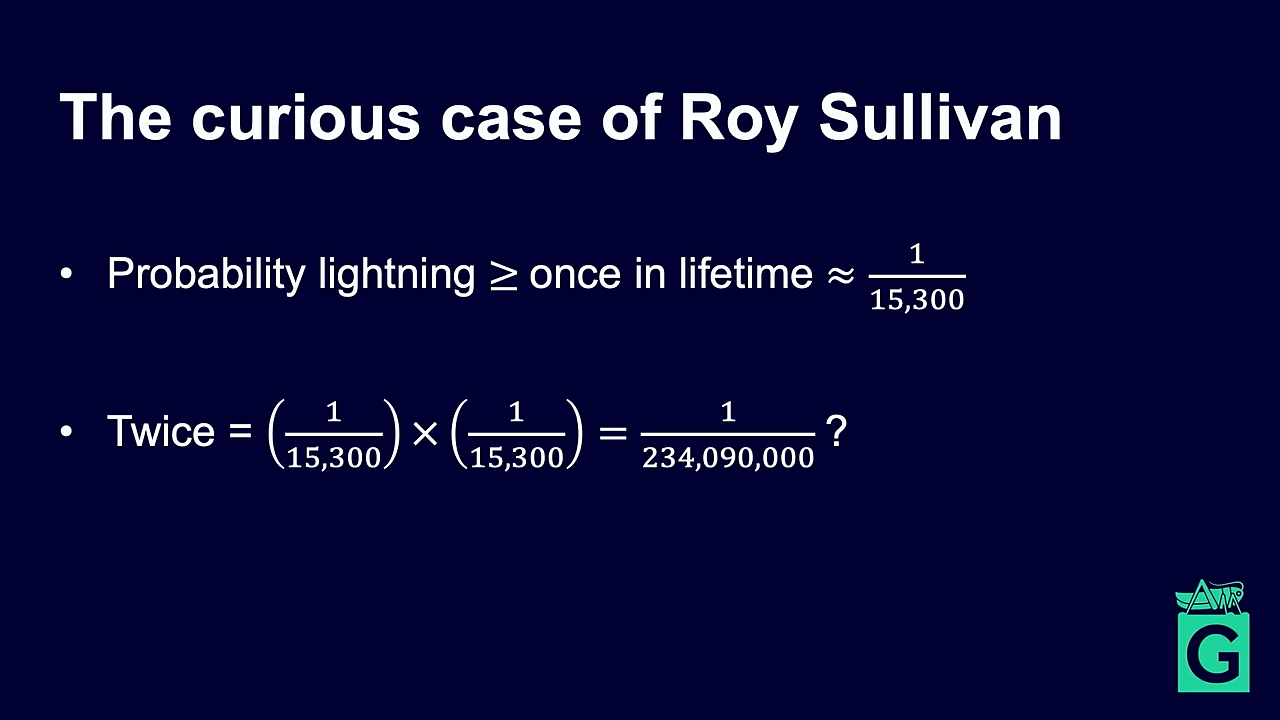 The curious case of Roy Sullivan
• Probability lightning ≥ once in lifetime ≈ 1/15,300
• Twice = (1/15,300) × (1/15,300) = 1/234,090,000 ?
G